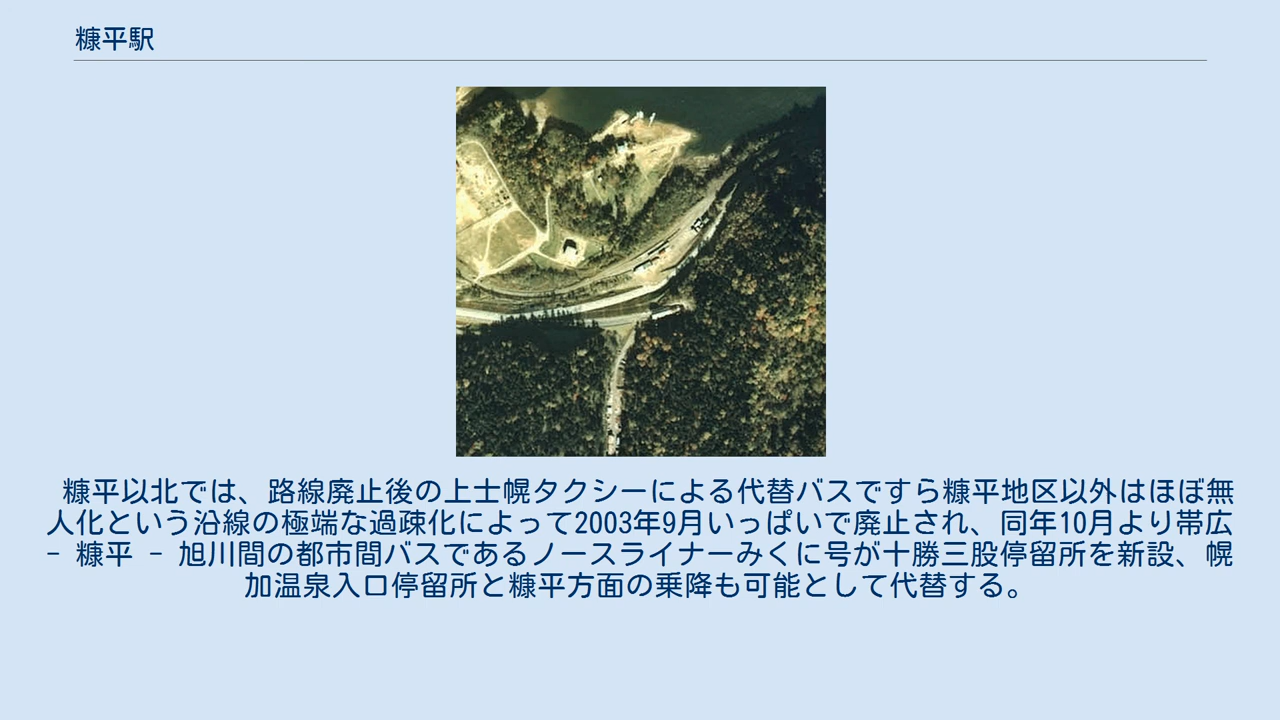 糠平駅
糠平以北では、路線廃止後の上士幌タクシーによる代替バスですら糠平地区以外はほぼ無
人化という沿線の極端な過疎化によって2003年9月いっぱいで廃止され、同年10月より帯広
- 糠平 - 旭川間の都市間バスであるノースライナーみくに号が十勝三股停留所を新設、幌
加温泉入口停留所と糠平方面の乗降も可能として代替する。